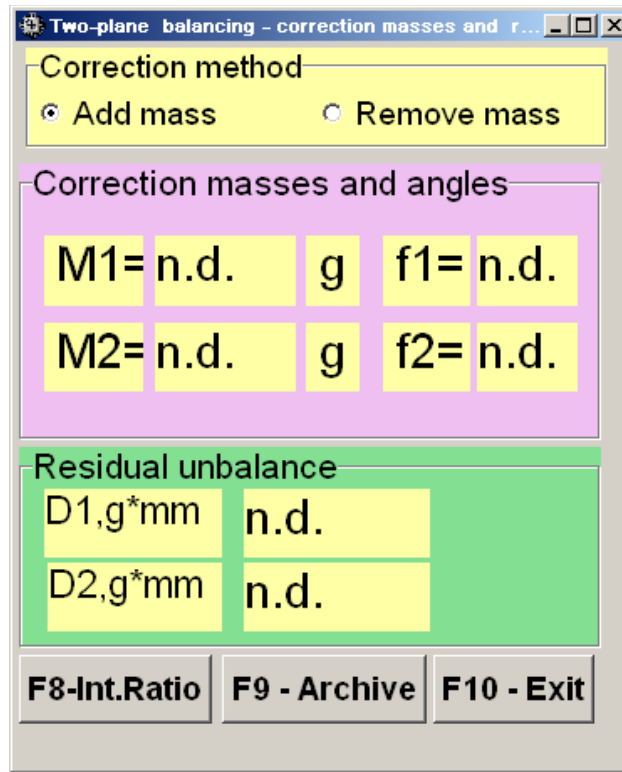 Two-plane balancing - correction masses and r...
Correction method
Add mass Remove mass
Correction masses and angles
M1= n.d. g f1= n.d.
M2= n.d. g f2= n.d.
Residual unbalance
D1,g*mm n.d.
D2,g*mm n.d.
F8-Int.Ratio F9 - Archive F10 - Exit